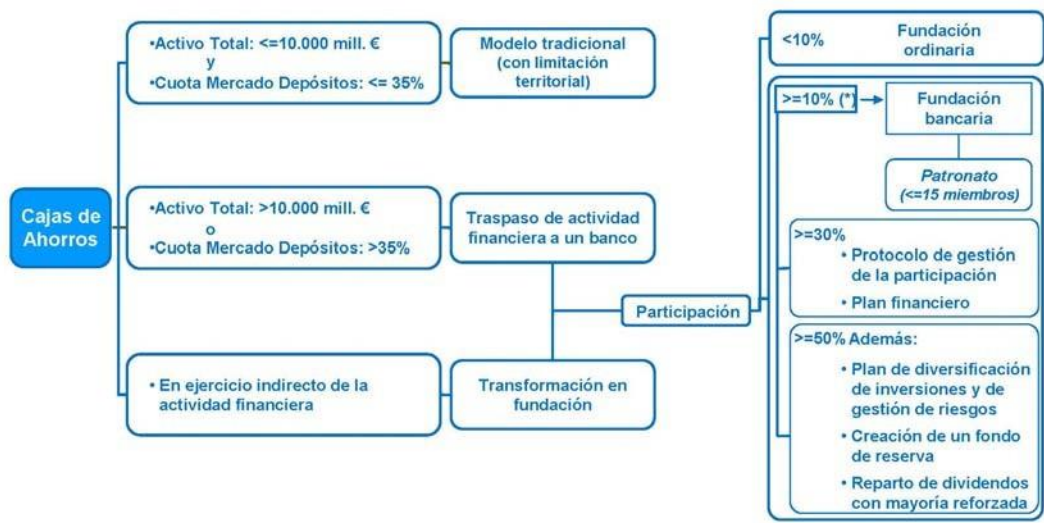 Cajas de
Ahorros
•Activo Total: <=10.000 mill. €
y
•Cuota Mercado Depósitos: <= 35%
Modelo tradicional
(con limitación
territorial)
•Activo Total: >10.000 mill. €
o
•Cuota Mercado Depósitos: >35%
Traspaso de actividad
financiera a un banco
• En ejercicio indirecto de la
actividad financiera
Transformación en
fundación
Participación
<10%
Fundación
ordinaria
>=10% (*)
Fundación
bancaria
Patronato
(<=15 miembros)
>=30%
• Protocolo de gestión
de la participación
• Plan financiero
>=50% Además:
• Plan de diversificación
de inversiones y de
gestión de riesgos
• Creación de un fondo
de reserva
• Reparto de dividendos
con mayoría reforzada